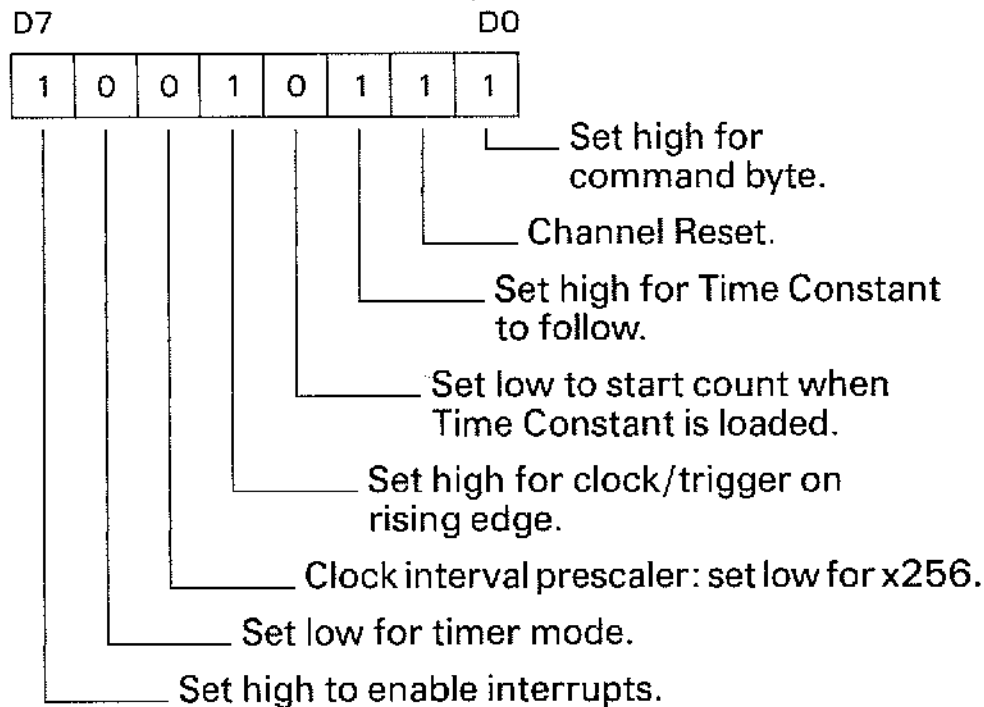 D7 D0
1 0 0 1 0 1 1 1
Set high for
command byte.
Channel Reset.
Set high for Time Constant
to follow.
Set low to start count when
Time Constant is loaded.
Set high for clock/trigger on
rising edge.
Clock interval prescaler: set low for x256.
Set low for timer mode.
Set high to enable interrupts.